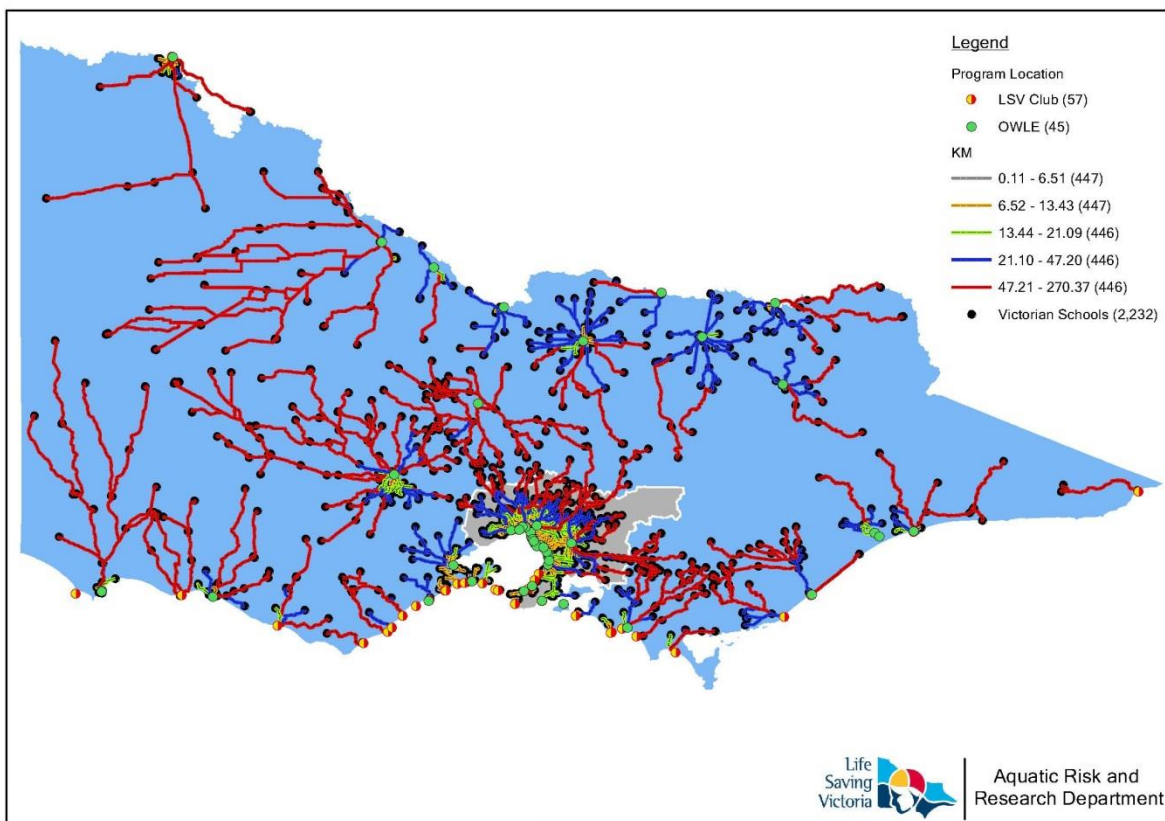 Legend
Program Location
LSV Club (57)
OWLE (45)
KM
0.11 - 6.51 (447)
6.52 - 13.43 (447)
13.44 - 21.09 (446)
21.10 - 47.20 (446)
47.21 - 270.37 (446)
Victorian Schools (2,232)
Life
Saving
Victoria
Aquatic Risk and
Research Department